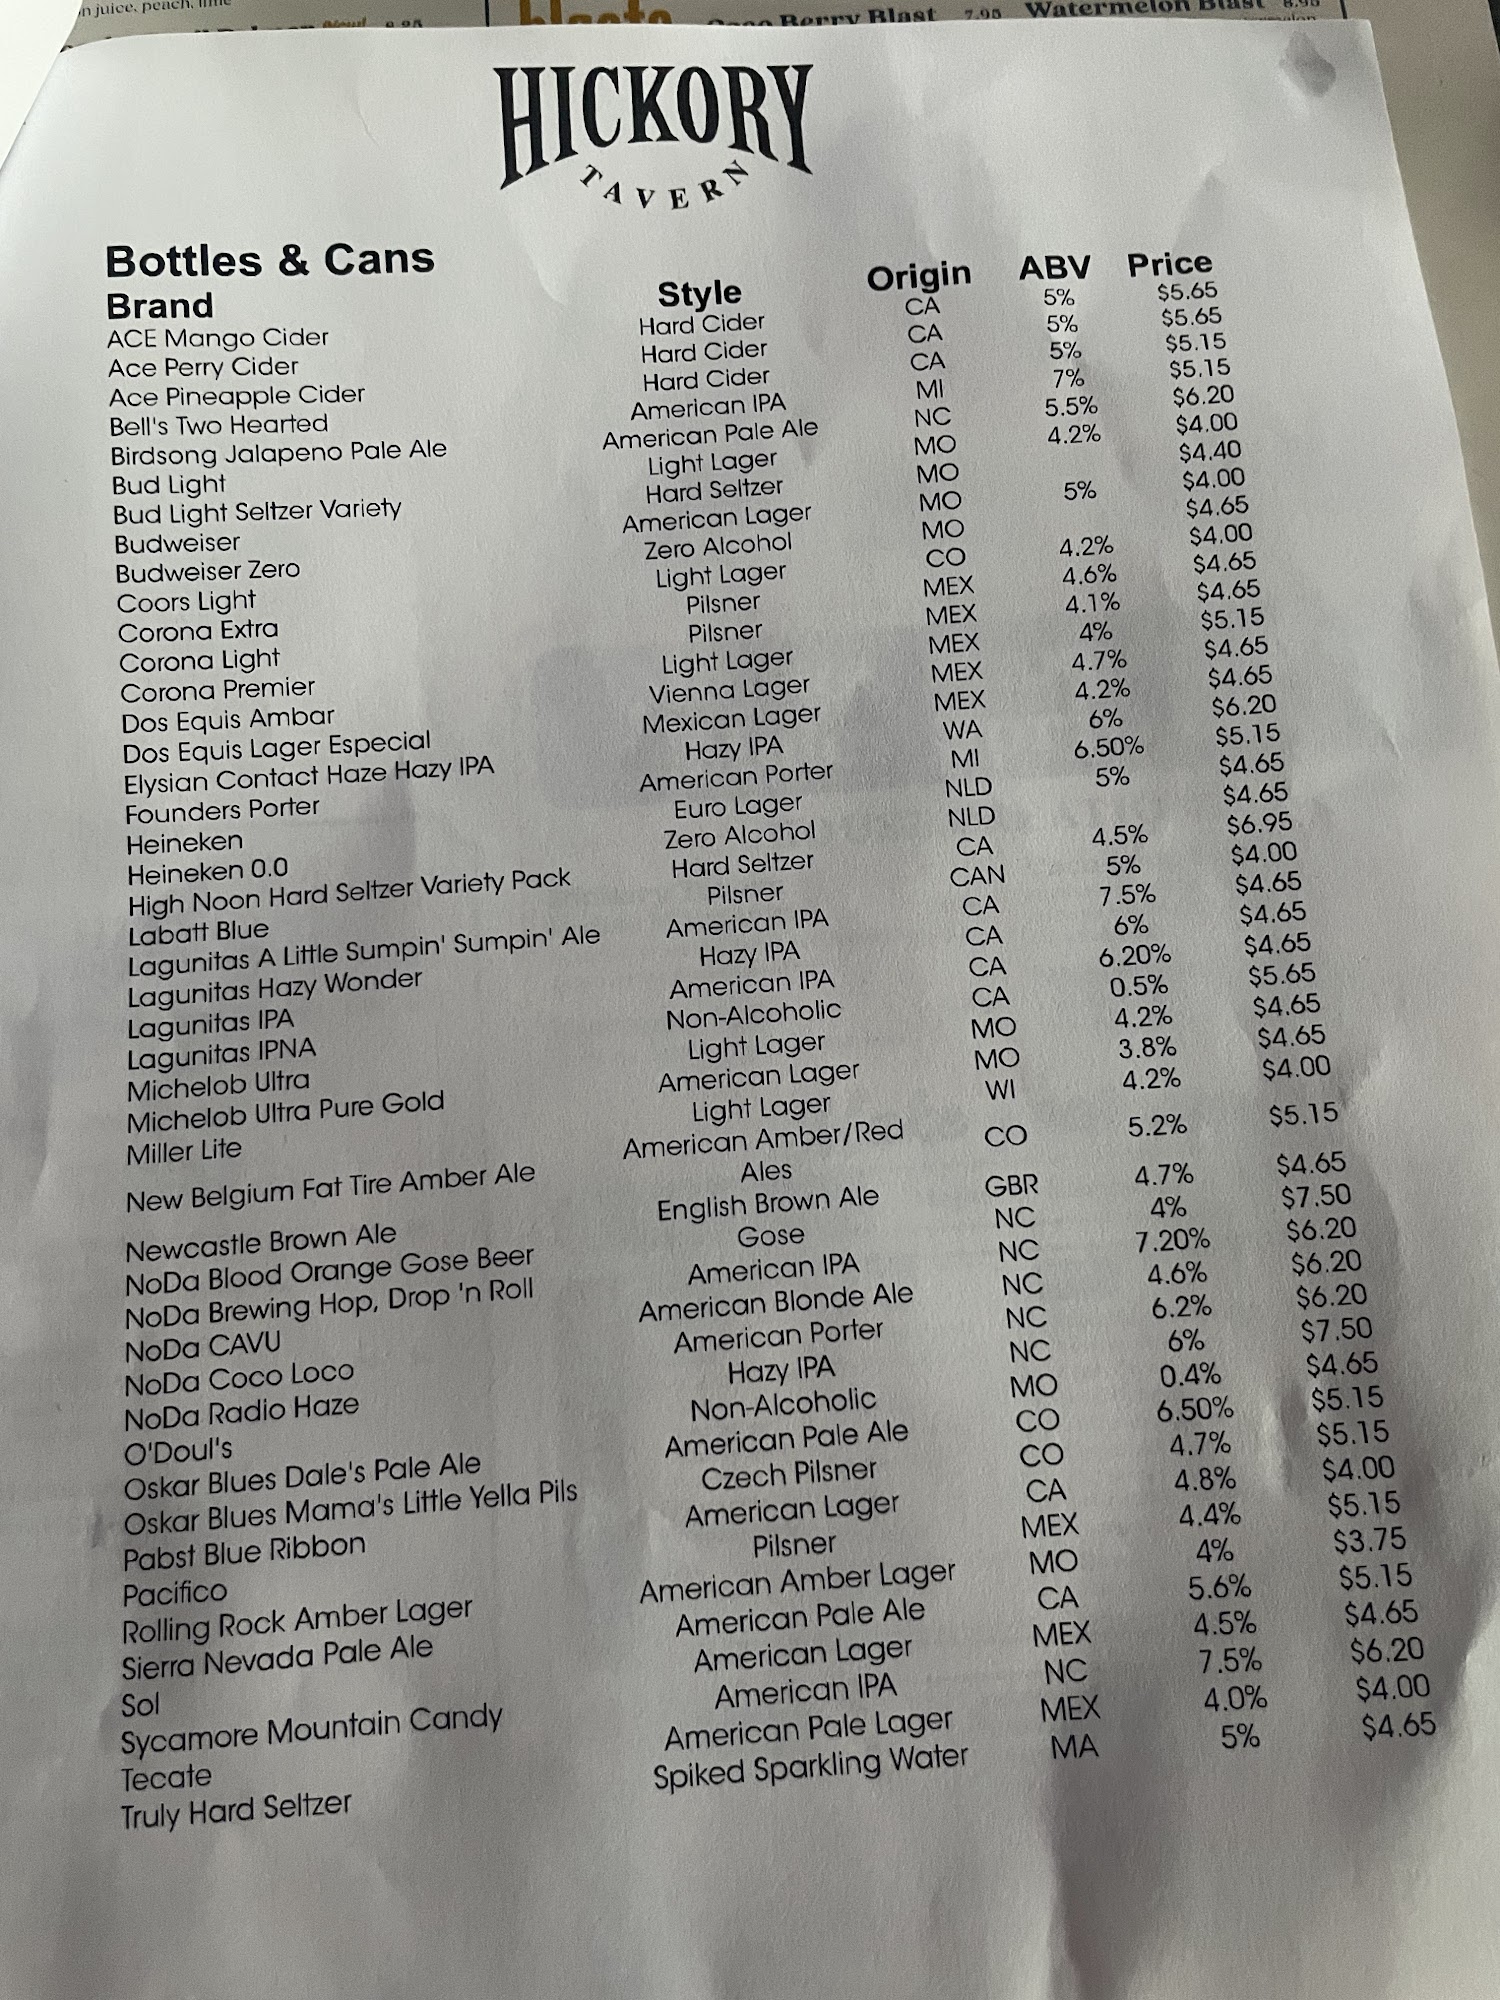 n juice, peach, lime
Berry Blast 7.95 Watermelon Blast 8.95
HICKORY
TAVERN
Bottles & Cans
Brand Style Origin ABV Price
ACE Mango Cider Hard Cider CA 5% $5.65
Ace Perry Cider Hard Cider CA 5% $5.65
Ace Pineapple Cider Hard Cider CA 5% $5.15
Bell's Two Hearted American IPA MI 7% $5.15
Birdsong Jalapeno Pale Ale American Pale Ale NC 5.5% $6.20
Bud Light Light Lager MO 4.2% $4.00
Bud Light Seltzer Variety Hard Seltzer MO $4.40
Budweiser American Lager MO 5% $4.00
Budweiser Zero Zero Alcohol MO $4.65
Coors Light Light Lager CO 4.2% $4.00
Corona Extra Pilsner MEX 4.6% $4.65
Corona Light Pilsner MEX 4.1% $4.65
Corona Premier Light Lager MEX 4% $5.15
Dos Equis Ambar Vienna Lager MEX 4.7% $4.65
Dos Equis Lager Especial Mexican Lager MEX 4.2% $4.65
Elysian Contact Haze Hazy IPA Hazy IPA WA 6% $6.20
Founders Porter American Porter MI 6.50% $5.15
Heineken Euro Lager NLD 5% $4.65
Heineken 0.0 Zero Alcohol NLD $4.65
High Noon Hard Seltzer Variety Pack Hard Seltzer CA 4.5% $6.95
Labatt Blue Pilsner CAN 5% $4.00
Lagunitas A Little Sumpin' Sumpin' Ale American IPA CA 7.5% $4.65
Lagunitas Hazy Wonder Hazy IPA CA 6% $4.65
Lagunitas IPA American IPA CA 6.20% $4.65
Lagunitas IPNA Non-Alcoholic CA 0.5% $5.65
Michelob Ultra Light Lager MO 4.2% $4.65
Michelob Ultra Pure Gold American Lager MO 3.8% $4.65
Miller Lite Light Lager WI 4.2% $4.00
New Belgium Fat Tire Amber Ale American Amber/Red CO 5.2% $5.15
Ales
Newcastle Brown Ale English Brown Ale GBR 4.7% $4.65
NoDa Blood Orange Gose Beer Gose NC 4% $7.50
NoDa Brewing Hop, Drop 'n Roll American IPA NC 7.20% $6.20
NoDa CAVU American Blonde Ale NC 4.6% $6.20
NoDa Coco Loco American Porter NC 6.2% $6.20
NoDa Radio Haze Hazy IPA NC 6% $7.50
O'Doul's Non-Alcoholic MO 0.4% $4.65
Oskar Blues Dale's Pale Ale American Pale Ale CO 6.50% $5.15
Oskar Blues Mama's Little Yella Pils Czech Pilsner CO 4.7% $5.15
Pabst Blue Ribbon American Lager CA 4.8% $4.00
Pacifico Pilsner MEX 4.4% $5.15
Rolling Rock Amber Lager American Amber Lager MO 4% $3.75
Sierra Nevada Pale Ale American Pale Ale CA 5.6% $5.15
Sol American Lager MEX 4.5% $4.65
Sycamore Mountain Candy American IPA NC 7.5% $6.20
Tecate American Pale Lager MEX 4.0% $4.00
Truly Hard Seltzer Spiked Sparkling Water MA 5% $4.65